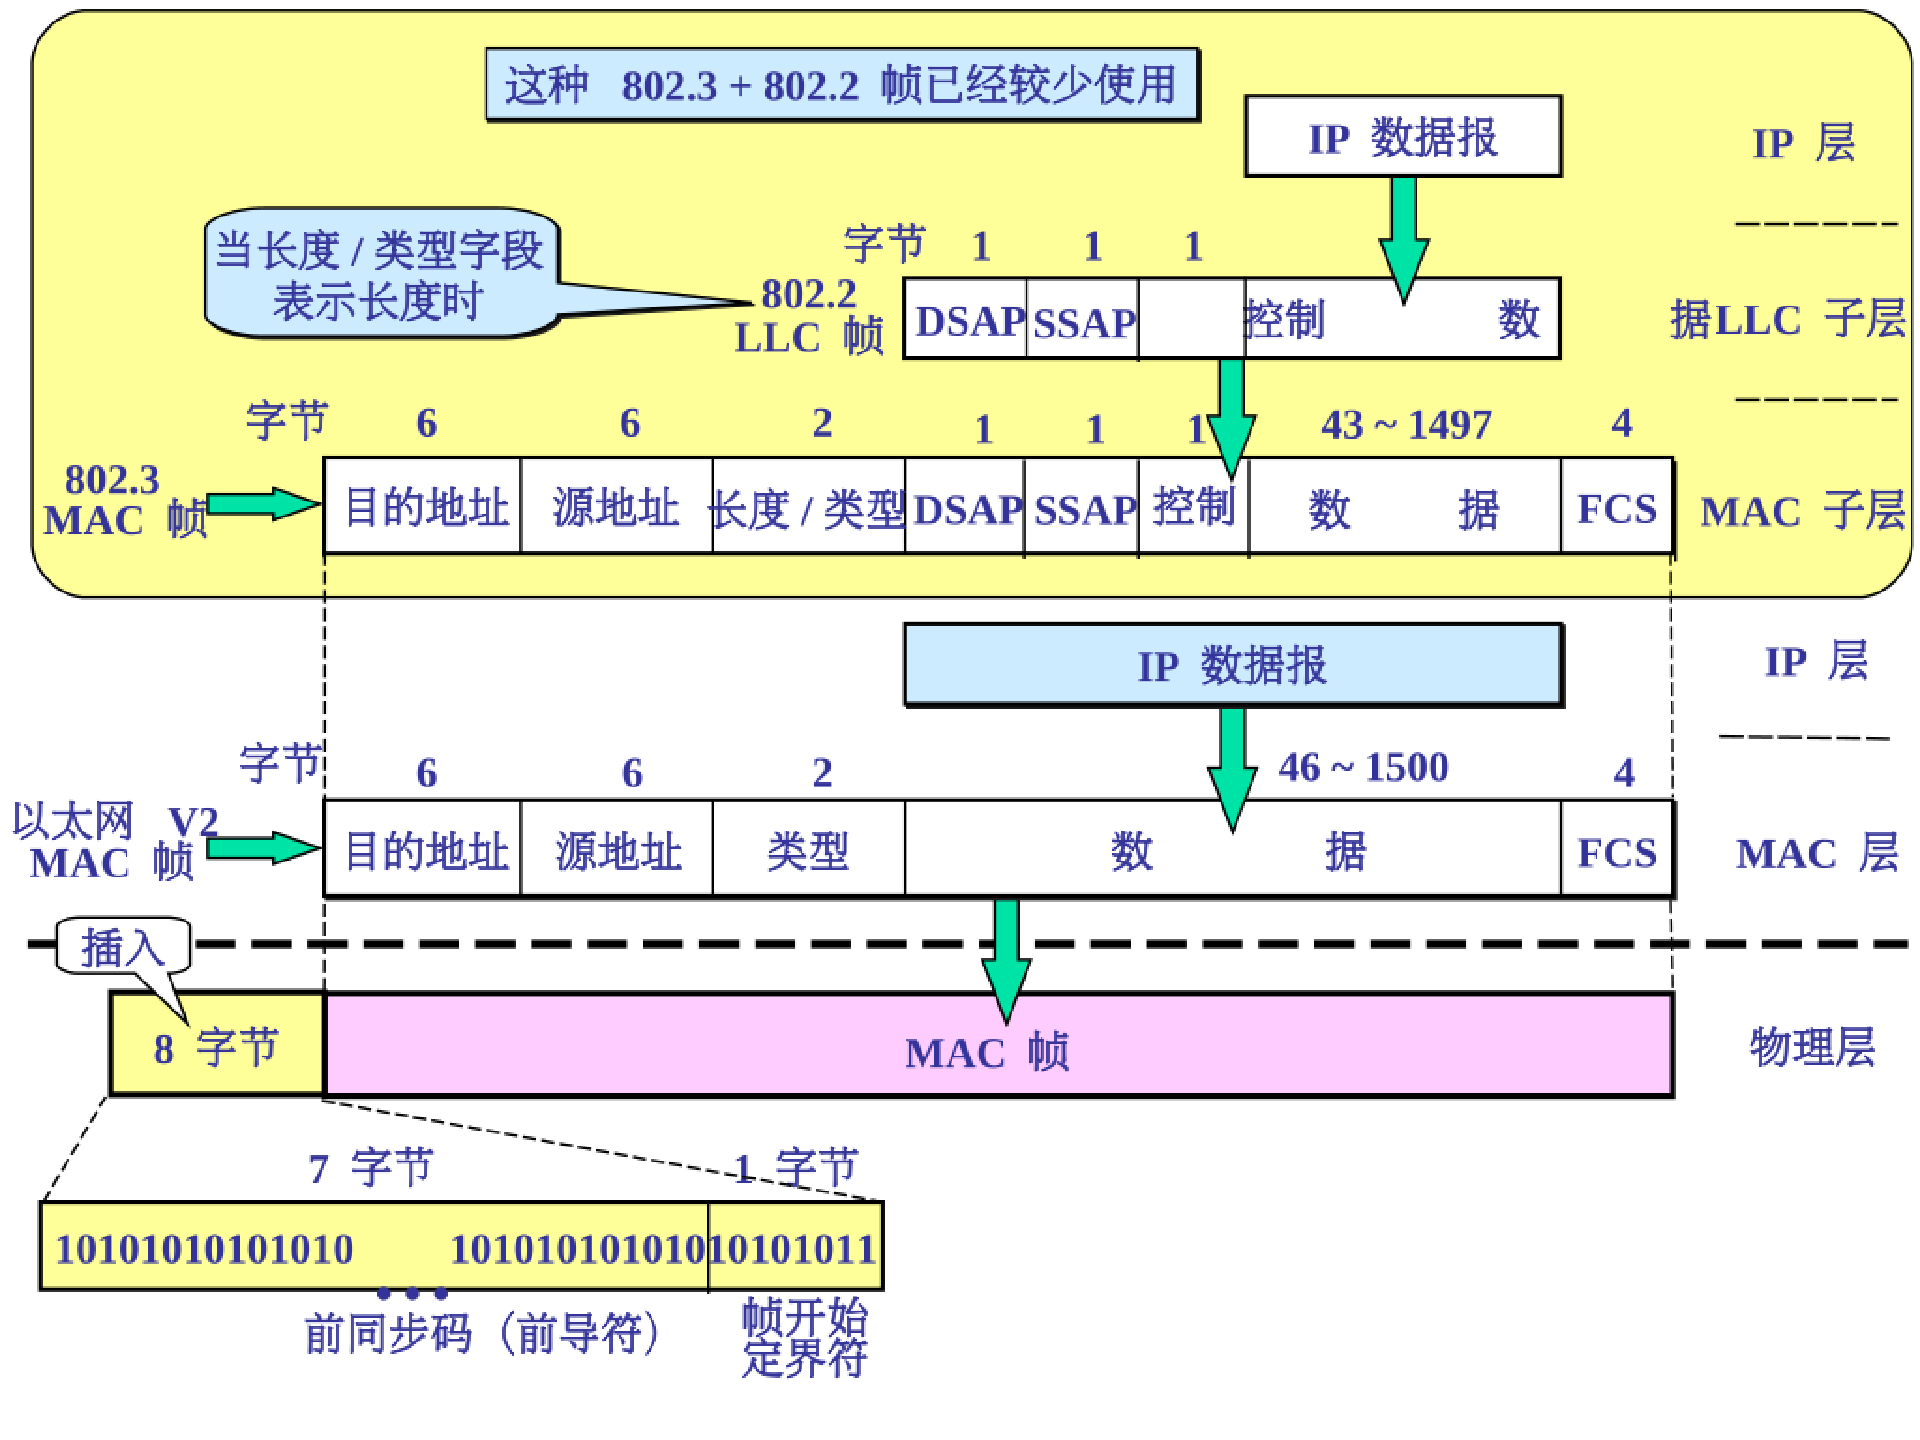 这种 802.3 + 802.2 帧已经较少使用
IP 数据报
IP 层
当长度 / 类型字段
表示长度时
字节 1 1 1
802.2
LLC 帧
DSAP SSAP 控制 数 据
LLC 子层
字节 6 6 2 1 1 1 43 ~ 1497 4
802.3
MAC 帧
目的地址 源地址 长度 / 类型 DSAP SSAP 控制 数 据 FCS
MAC 子层
IP 数据报
IP 层
字节 6 6 2 46 ~ 1500 4
以太网 V2
MAC 帧
目的地址 源地址 类型 数 据 FCS
MAC 层
插入
8 字节
MAC 帧
物理层
7 字节 1 字节
10101010101010 ••• 1010101010101010101011
前同步码（前导符）
帧开始
定界符